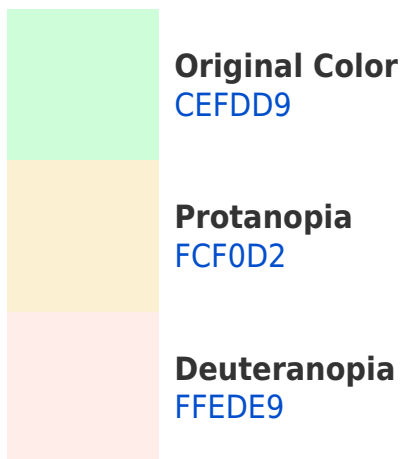 Original Color
CEFDD9
Protanopia
FCF0D2
Deuteranopia
FFEDE9